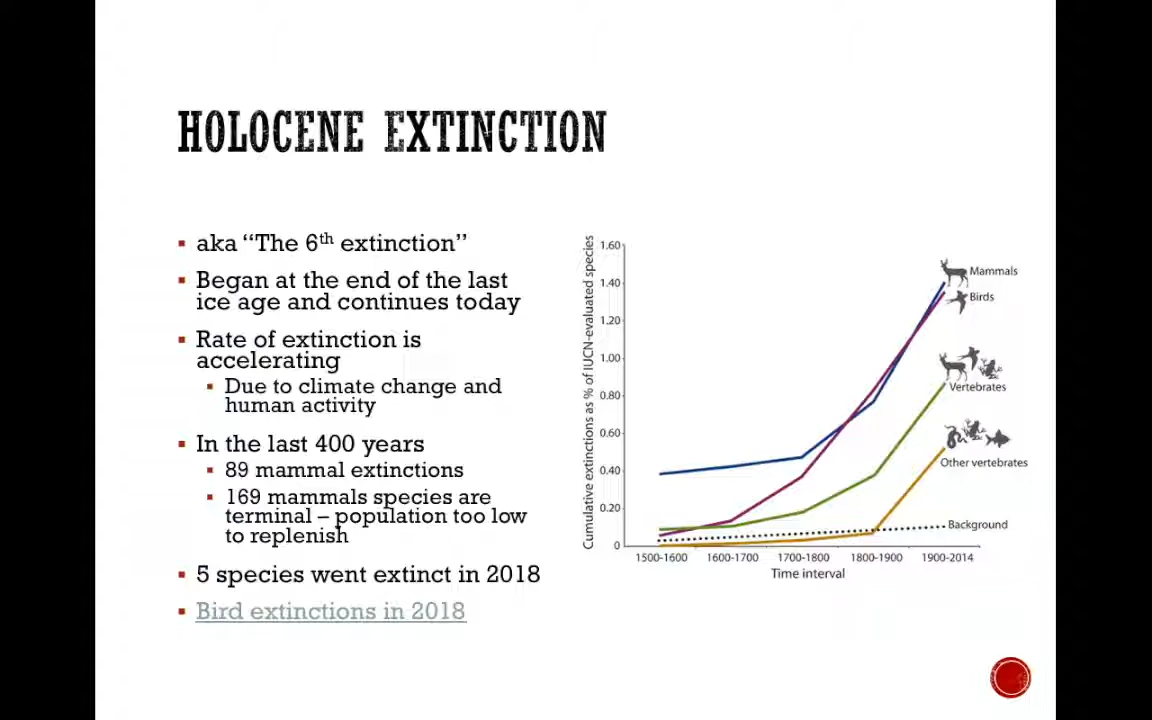 HOLOCENE EXTINCTION
aka “The 6th extinction”
Began at the end of the last
ice age and continues today
Rate of extinction is
accelerating
Due to climate change and
human activity
In the last 400 years
89 mammal extinctions
169 mammals species are
terminal – population too low
to replenish
5 species went extinct in 2018
Bird extinctions in 2018
Cumulative extinctions as % of IUCN-evaluated species
1.60
1.40
1.20
1.00
0.80
0.60
0.40
0.20
0
Mammals
Birds
Vertebrates
Other vertebrates
Background
1500-1600 1600-1700 1700-1800 1800-1900 1900-2014
Time interval